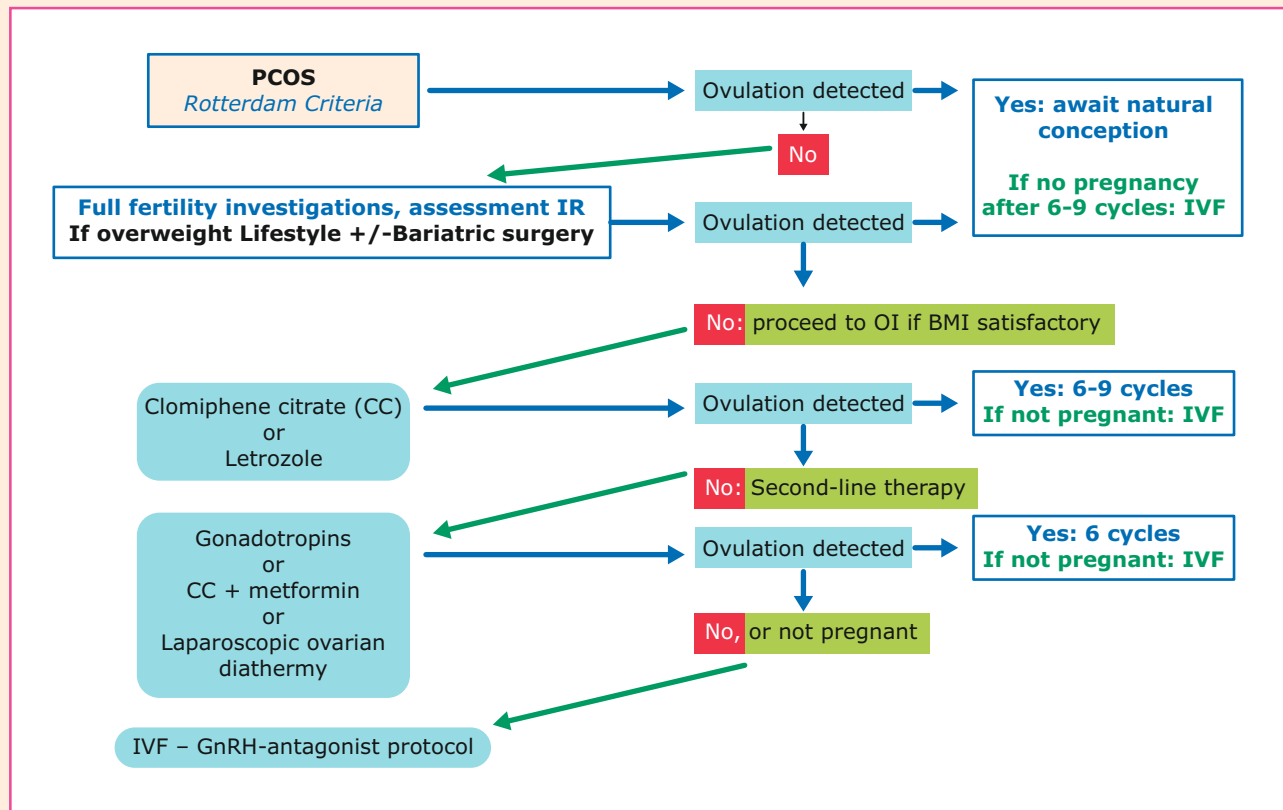 PCOS
Rotterdam Criteria
Ovulation detected
Yes: await natural
conception
If no pregnancy
after 6-9 cycles: IVF
No
Full fertility investigations, assessment IR
If overweight Lifestyle +/-Bariatric surgery
Ovulation detected
No: proceed to OI if BMI satisfactory
Clomiphene citrate (CC)
or
Letrozole
Ovulation detected
Yes: 6-9 cycles
If not pregnant: IVF
No: Second-line therapy
Gonadotropins
or
CC + metformin
or
Laparoscopic ovarian
diathermy
Ovulation detected
Yes: 6 cycles
If not pregnant: IVF
No, or not pregnant
IVF – GnRH-antagonist protocol